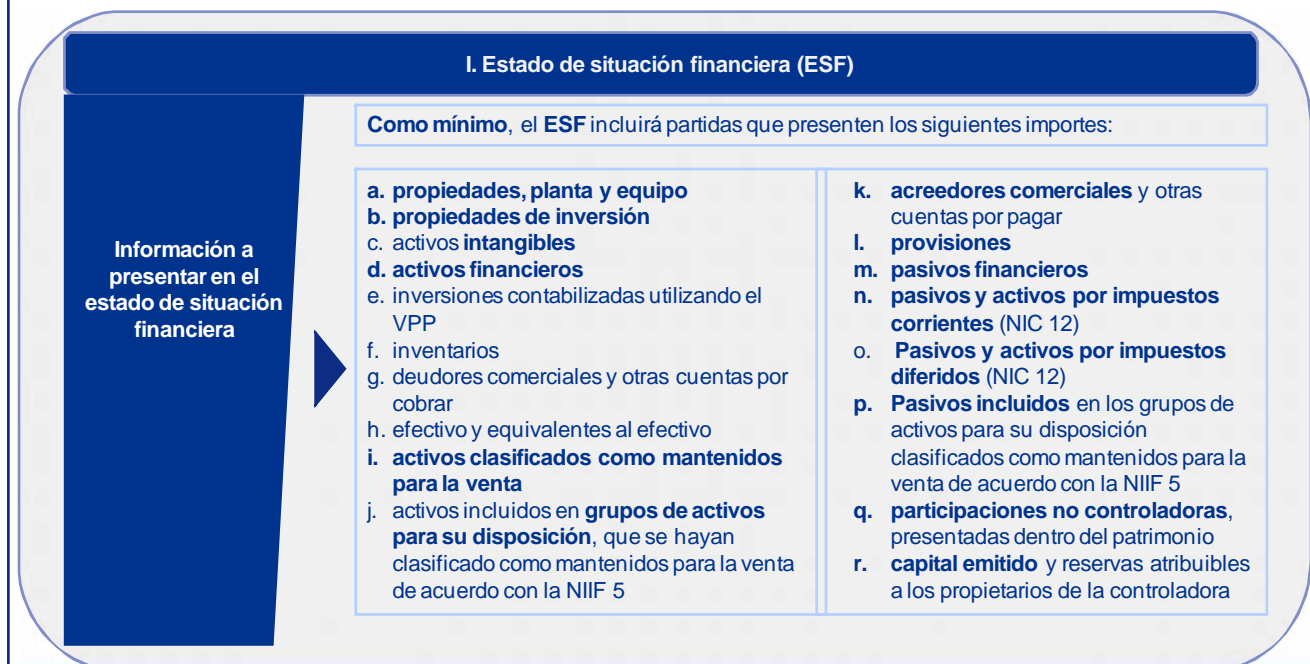 I. Estado de situación financiera (ESF)
Información a
presentar en el
estado de situación
financiera
Como mínimo, el ESF incluirá partidas que presenten los siguientes importes:
a. propiedades, planta y equipo
b. propiedades de inversión
c. activos intangibles
d. activos financieros
e. inversiones contabilizadas utilizando el
VPP
f. inventarios
g. deudores comerciales y otras cuentas por
cobrar
h. efectivo y equivalentes al efectivo
i. activos clasificados como mantenidos
para la venta
j. activos incluidos en grupos de activos
para su disposición, que se hayan
clasificado como mantenidos para la venta
de acuerdo con la NIIF 5
k. acreedores comerciales y otras
cuentas por pagar
l. provisiones
m. pasivos financieros
n. pasivos y activos por impuestos
corrientes (NIC 12)
o. Pasivos y activos por impuestos
diferidos (NIC 12)
p. Pasivos incluidos en los grupos de
activos para su disposición
clasificados como mantenidos para la
venta de acuerdo con la NIIF 5
q. participaciones no controladoras,
presentadas dentro del patrimonio
r. capital emitido y reservas atribuibles
a los propietarios de la controladora